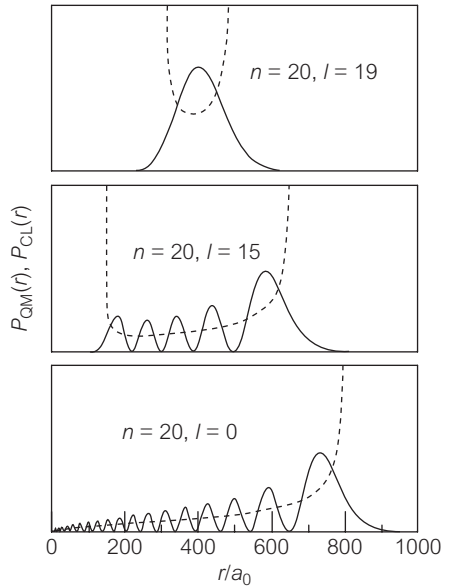 n = 20, l = 19
P_QM(r), P_CL(r)
n = 20, l = 15
n = 20, l = 0
0 200 400 600 800 1000
r/a_0